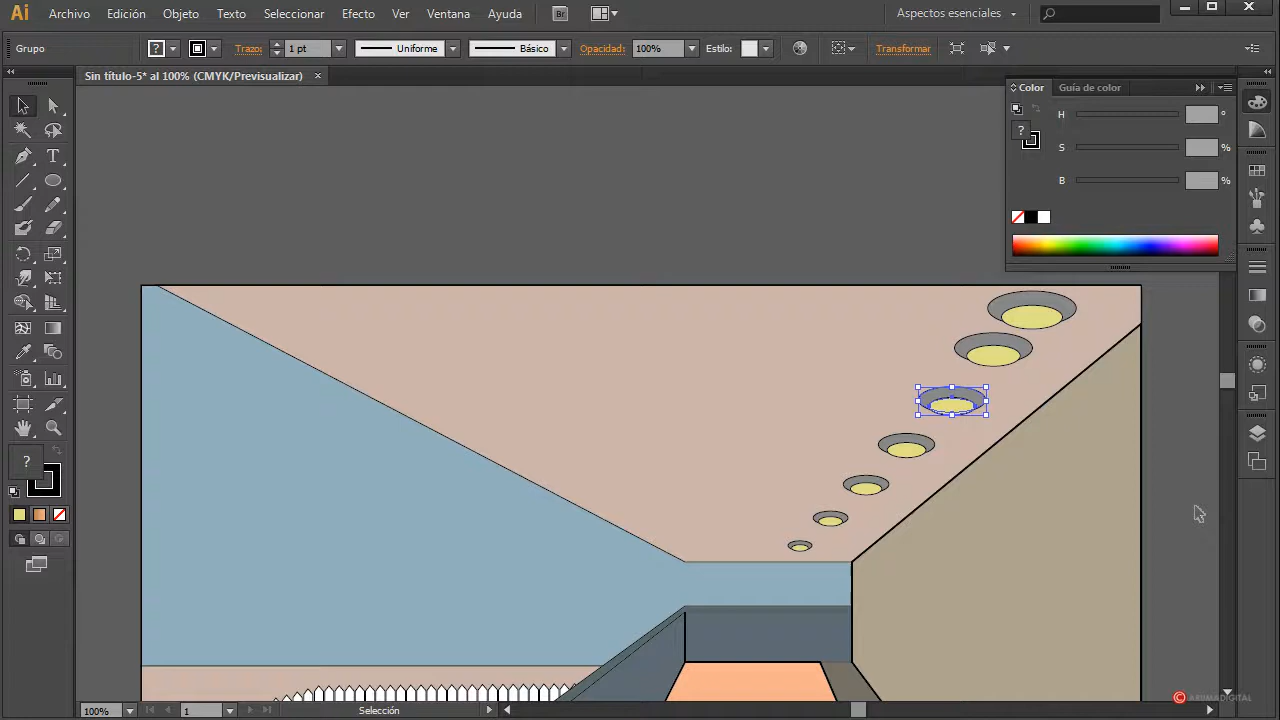 Ai Archivo Edición Objeto Texto Seleccionar Efecto Ver Ventana Ayuda Br Aspectos esenciales
Grupo ? Trazo: 1 pt Uniforme Básico Opacidad: 100% Estilo: Transformar
Sin título-5* al 100% (CMYK/Previsualizar) ×
Color Guía de color
H °
?
S %
B %
T
?
100% 1 Selección
© ARUMADIGITAL